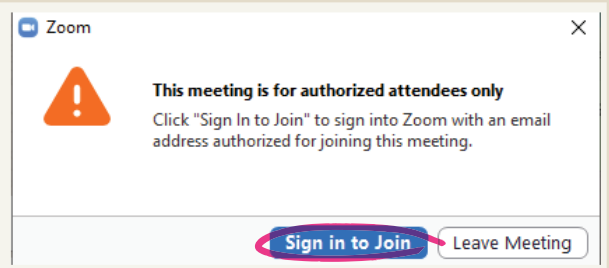 Zoom
This meeting is for authorized attendees only
Click "Sign In to Join" to sign into Zoom with an email
address authorized for joining this meeting.
Sign in to Join
Leave Meeting